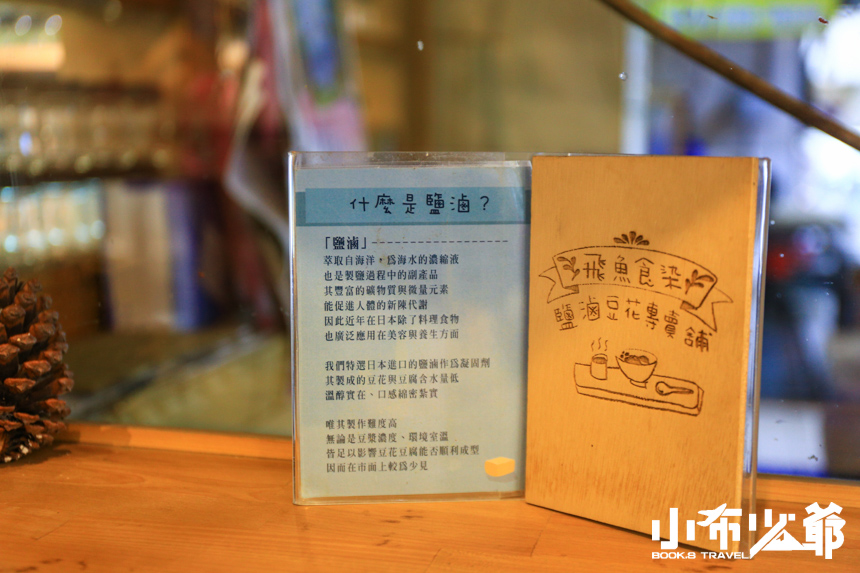 什麼是鹽滷？
「鹽滷」
萃取自海洋，為海水的濃縮液
也是製鹽過程中的副產品
其豐富的礦物質與微量元素
能促進人體的新陳代謝
因此近年在日本除了料理食物
也廣泛應用在美容與養生方面
我們特選日本進口的鹽滷作為凝固劑
其製成的豆花與豆腐含水量低
溫醇實在、口感綿密紮實
唯其製作難度高
無論是豆漿濃度、環境室溫
皆足以影響豆花豆腐能否順利成型
因而在市面上較為少見
飛魚食染
鹽滷豆花專賣舖
小布少爺
BOOK.S TRAVEL